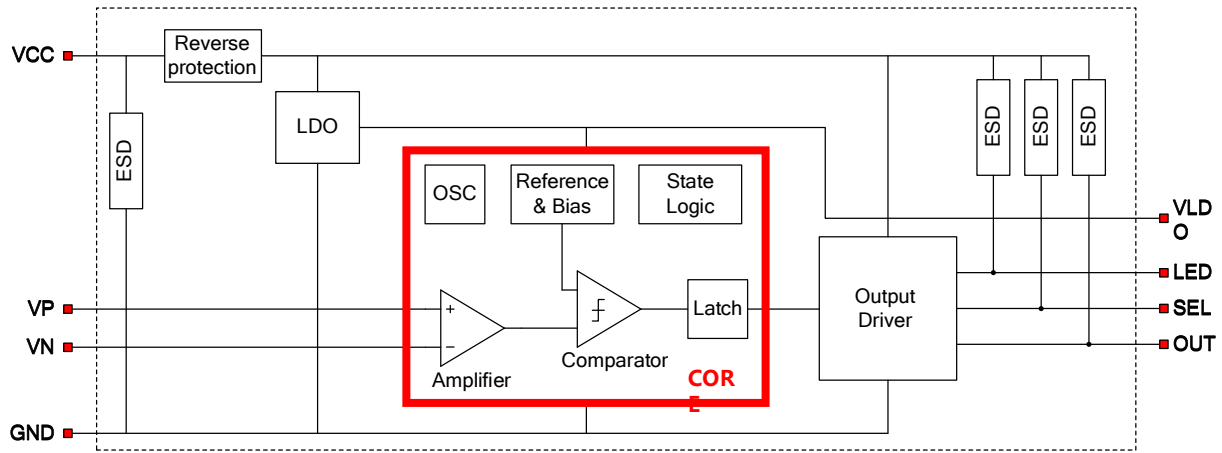 VCC
Reverse
protection
ESD
LDO
ESD
ESD
ESD
OSC
Reference
& Bias
State
Logic
VLD
O
VP
VN
+
−
Amplifier
Comparator
Latch
Output
Driver
LED
SEL
OUT
COR
E
GND